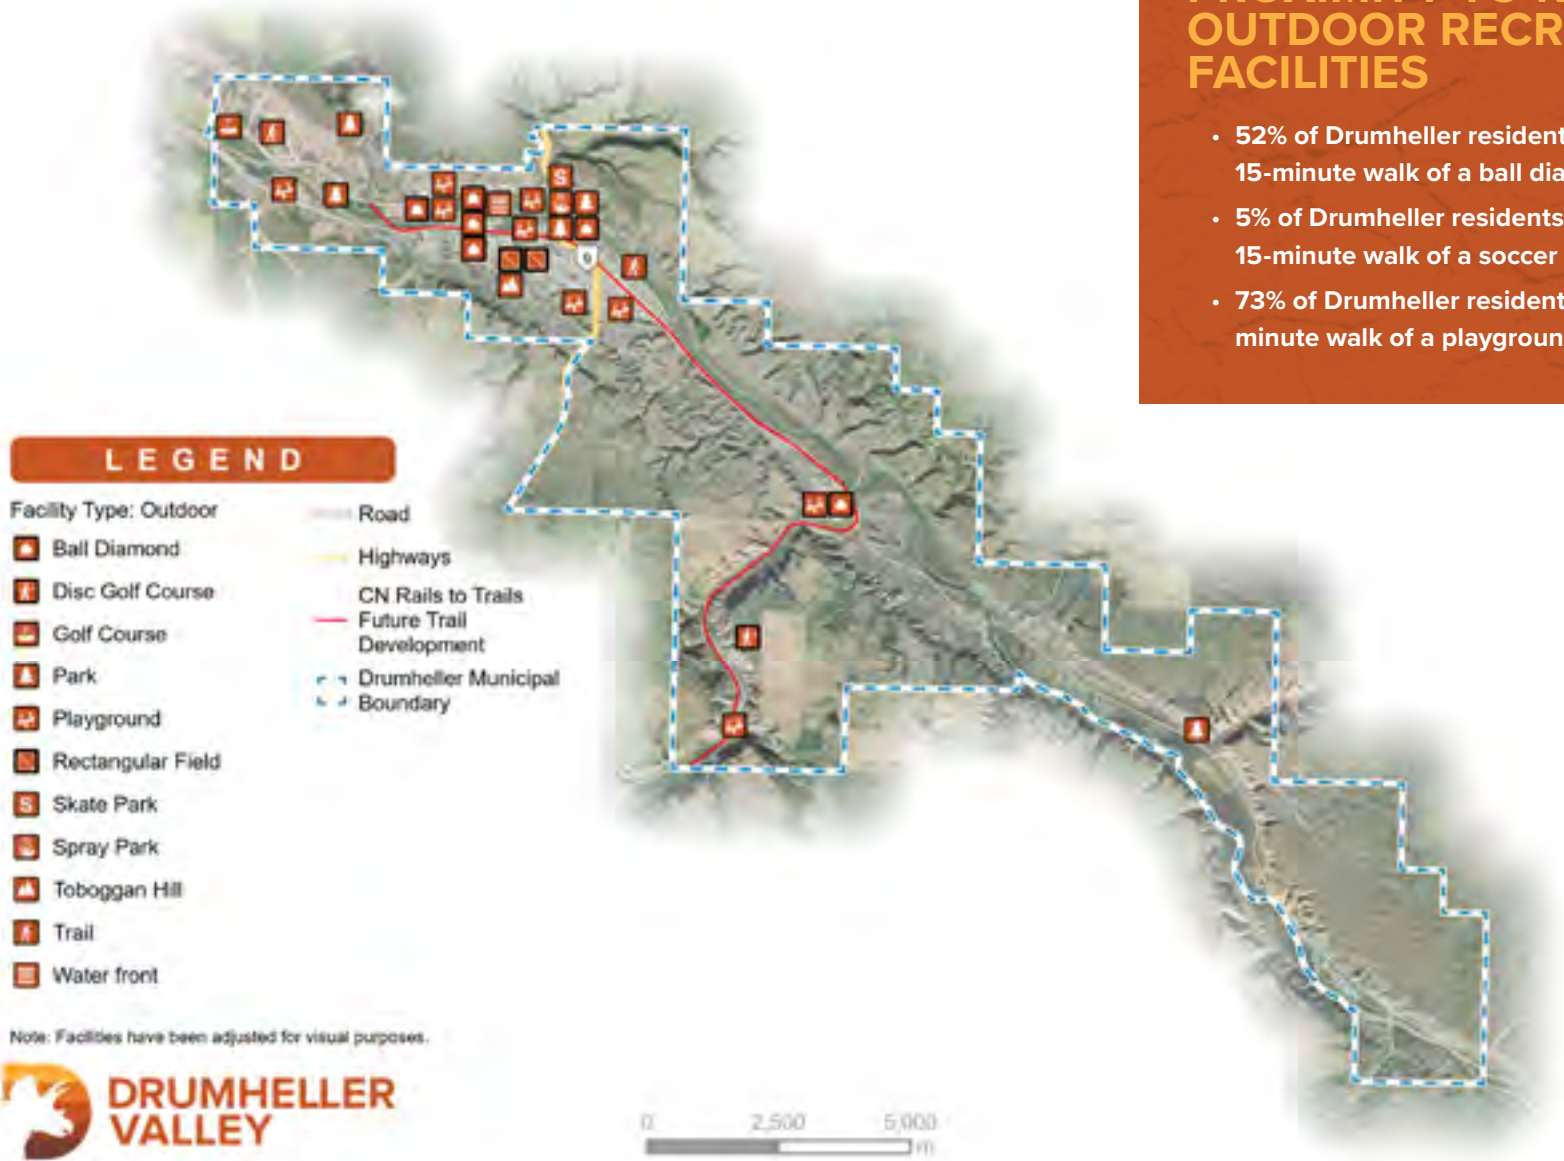 OUTDOOR RECR
FACILITIES
• 52% of Drumheller resident
15-minute walk of a ball dia
• 5% of Drumheller residents
15-minute walk of a soccer
• 73% of Drumheller resident
minute walk of a playgroun
9
S
LEGEND
Facility Type: Outdoor
Ball Diamond
Disc Golf Course
Golf Course
Park
Playground
Rectangular Field
S Skate Park
Spray Park
Toboggan Hill
Trail
Water front
Road
Highways
CN Rails to Trails
Future Trail
Development
Drumheller Municipal
Boundary
Note: Facilities have been adjusted for visual purposes.
DRUMHELLER
VALLEY
0 2,500 5,000
m